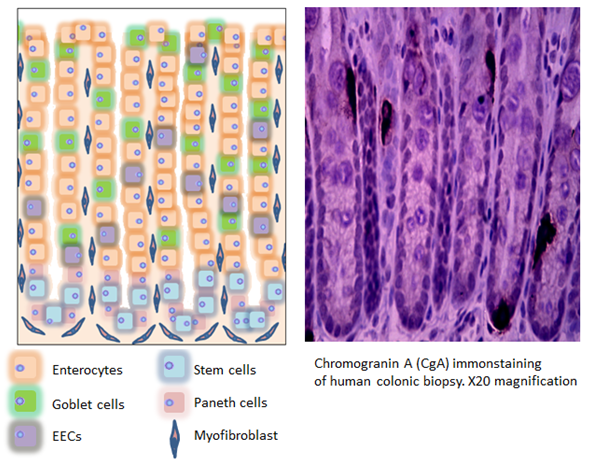 Enterocytes
Stem cells
Goblet cells
Paneth cells
EECs
Myofibroblast
Chromogranin A (CgA) immonstaining
of human colonic biopsy. X20 magnification